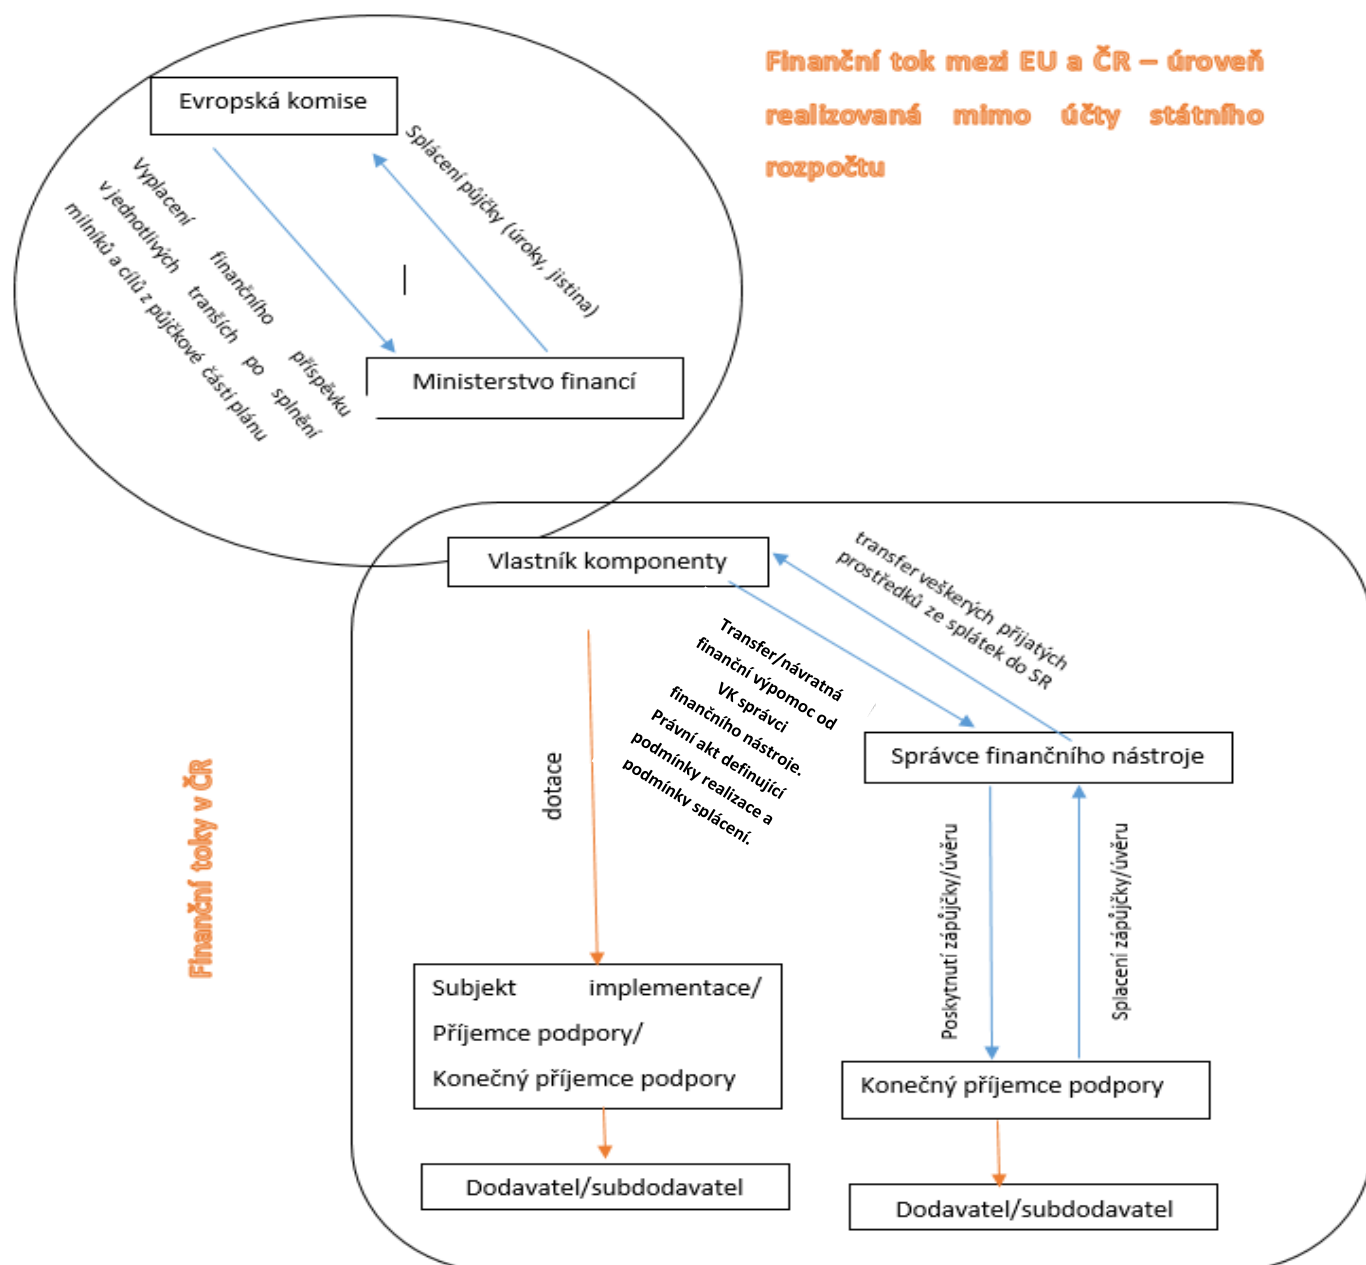 Finanční tok mezi EU a ČR – úroveň
realizovaná mimo účty státního
rozpočtu
Evropská komise
Splácení půjčky (úroky, jistina)
Vyplacení finančního příspěvku
v jednotlivých tranších po splnění
milníků a cílů z půjčkové části plánu
Ministerstvo financí
Vlastník komponenty
transfer veškerých přijatých
prostředků ze splátek do SR
Transfer/návratná
finanční výpomoc od
VK správci
finančního nástroje.
Právní akt definující
podmínky realizace a
podmínky splácení.
Správce finančního nástroje
dotace
Finanční toky v ČR
Poskytnutí zápůjčky/úvěru
Splacení zápůjčky/úvěru
Subjekt implementace/
Příjemce podpory/
Konečný příjemce podpory
Konečný příjemce podpory
Dodavatel/subdodavatel
Dodavatel/subdodavatel